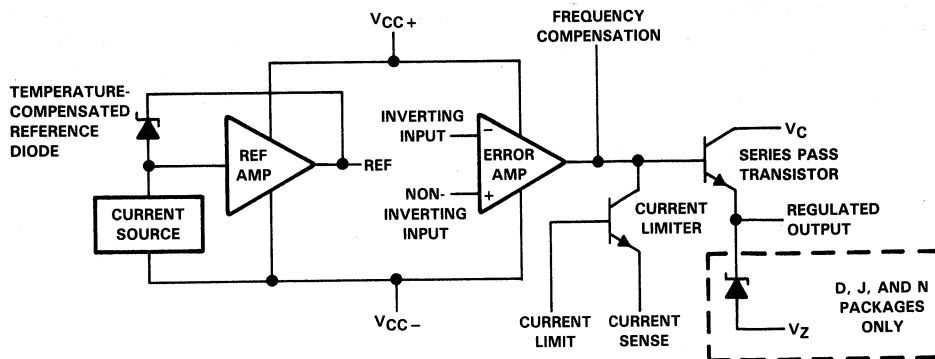 VCC+
FREQUENCY
COMPENSATION
TEMPERATURE-
COMPENSATED
REFERENCE
DIODE
REF
AMP
REF
CURRENT
SOURCE
INVERTING
INPUT
NON-
INVERTING
INPUT
−
+
ERROR
AMP
VC
SERIES PASS
TRANSISTOR
CURRENT
LIMITER
REGULATED
OUTPUT
VCC−
CURRENT
LIMIT
CURRENT
SENSE
D, J, AND N
PACKAGES
ONLY
VZ